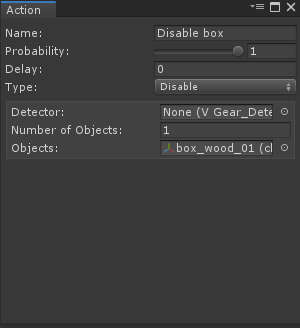 Action
Name: Disable box
Probability: 1
Delay: 0
Type: Disable
Detector: None (V Gear_Dete
Number of Objects: 1
Objects: box_wood_01 (cl